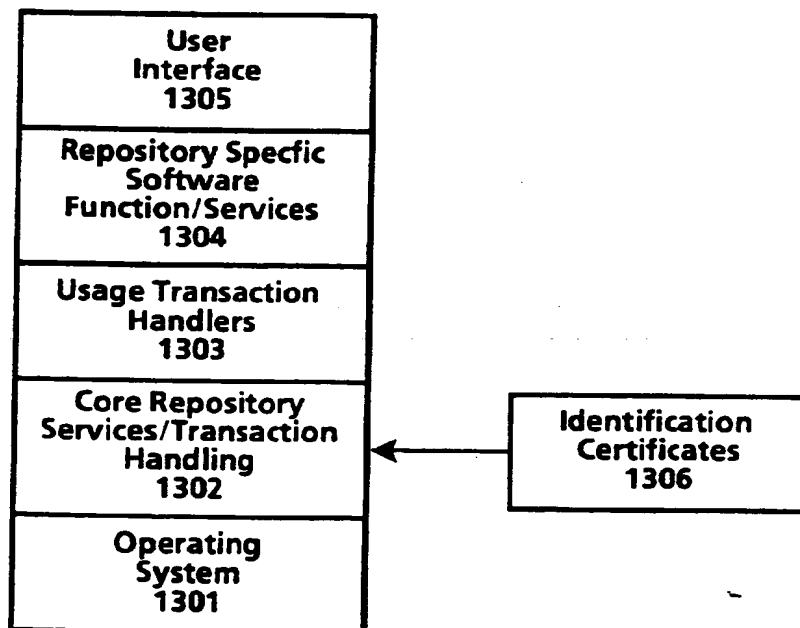 User
Interface
1305
Repository Specfic
Software
Function/Services
1304
Usage Transaction
Handlers
1303
Core Repository
Services/Transaction
Handling
1302
Identification
Certificates
1306
Operating
System
1301